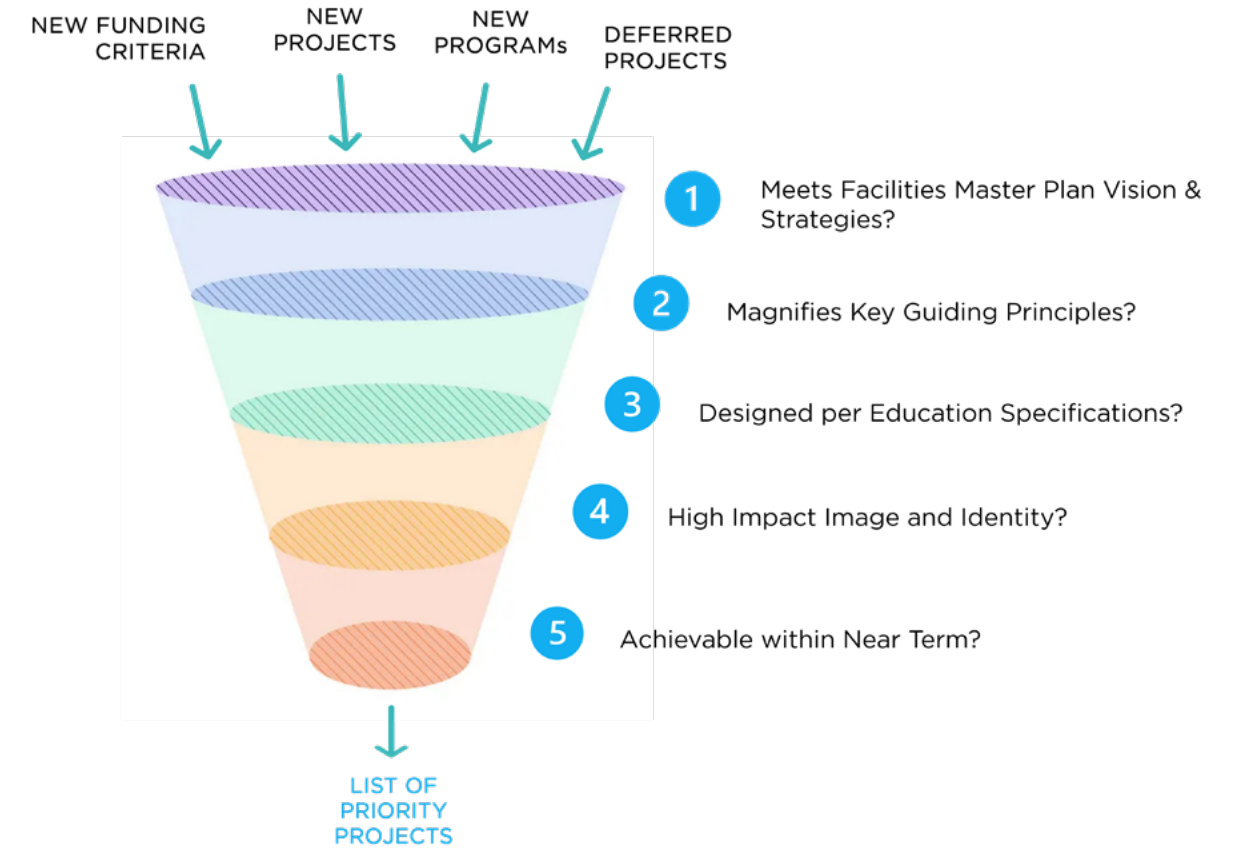 NEW FUNDING
CRITERIA
NEW
PROJECTS
NEW
PROGRAMs
DEFERRED
PROJECTS
1
Meets Facilities Master Plan Vision &
Strategies?
2
Magnifies Key Guiding Principles?
3
Designed per Education Specifications?
4
High Impact Image and Identity?
5
Achievable within Near Term?
LIST OF
PRIORITY
PROJECTS